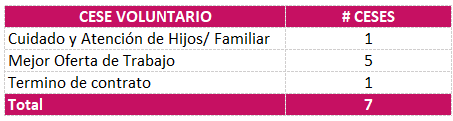 CESE VOLUNTARIO # CESES
Cuidado y Atención de Hijos/ Familiar 1
Mejor Oferta de Trabajo 5
Termino de contrato 1
Total 7